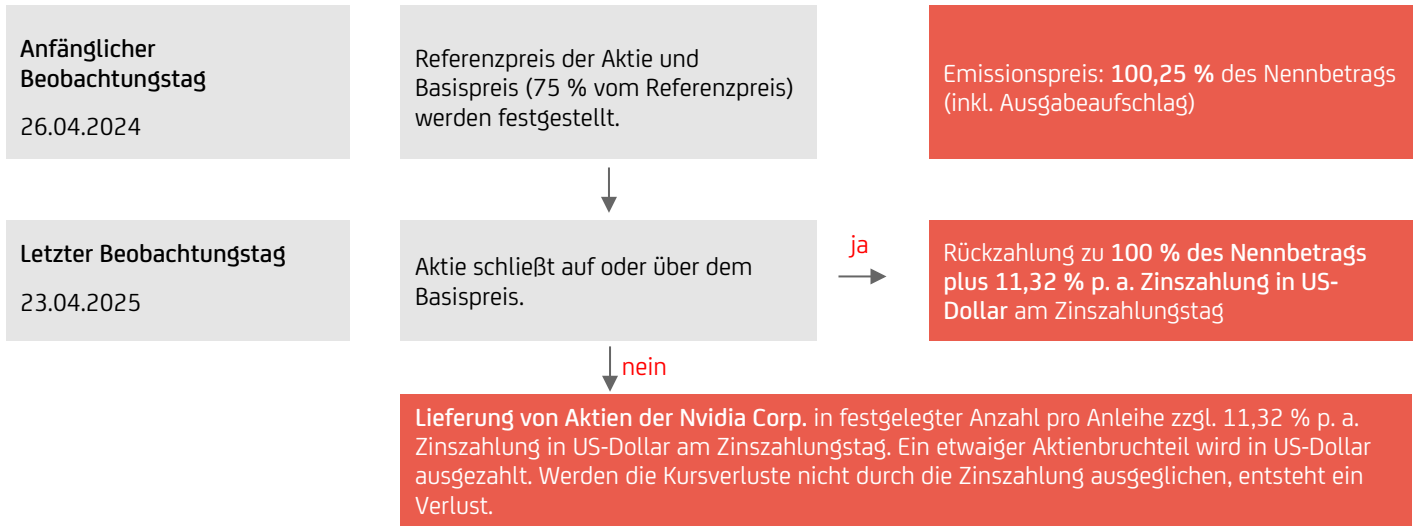 Anfänglicher
Beobachtungstag
26.04.2024
Referenzpreis der Aktie und
Basispreis (75 % vom Referenzpreis)
werden festgestellt.
Emissionspreis: 100,25 % des Nennbetrags
(inkl. Ausgabeaufschlag)
Letzter Beobachtungstag
23.04.2025
Aktie schließt auf oder über dem
Basispreis.
ja
Rückzahlung zu 100 % des Nennbetrags
plus 11,32 % p. a. Zinszahlung in US-
Dollar am Zinszahlungstag
nein
Lieferung von Aktien der Nvidia Corp. in festgelegter Anzahl pro Anleihe zzgl. 11,32 % p. a.
Zinszahlung in US-Dollar am Zinszahlungstag. Ein etwaiger Aktienbruchteil wird in US-Dollar
ausgezahlt. Werden die Kursverluste nicht durch die Zinszahlung ausgeglichen, entsteht ein
Verlust.